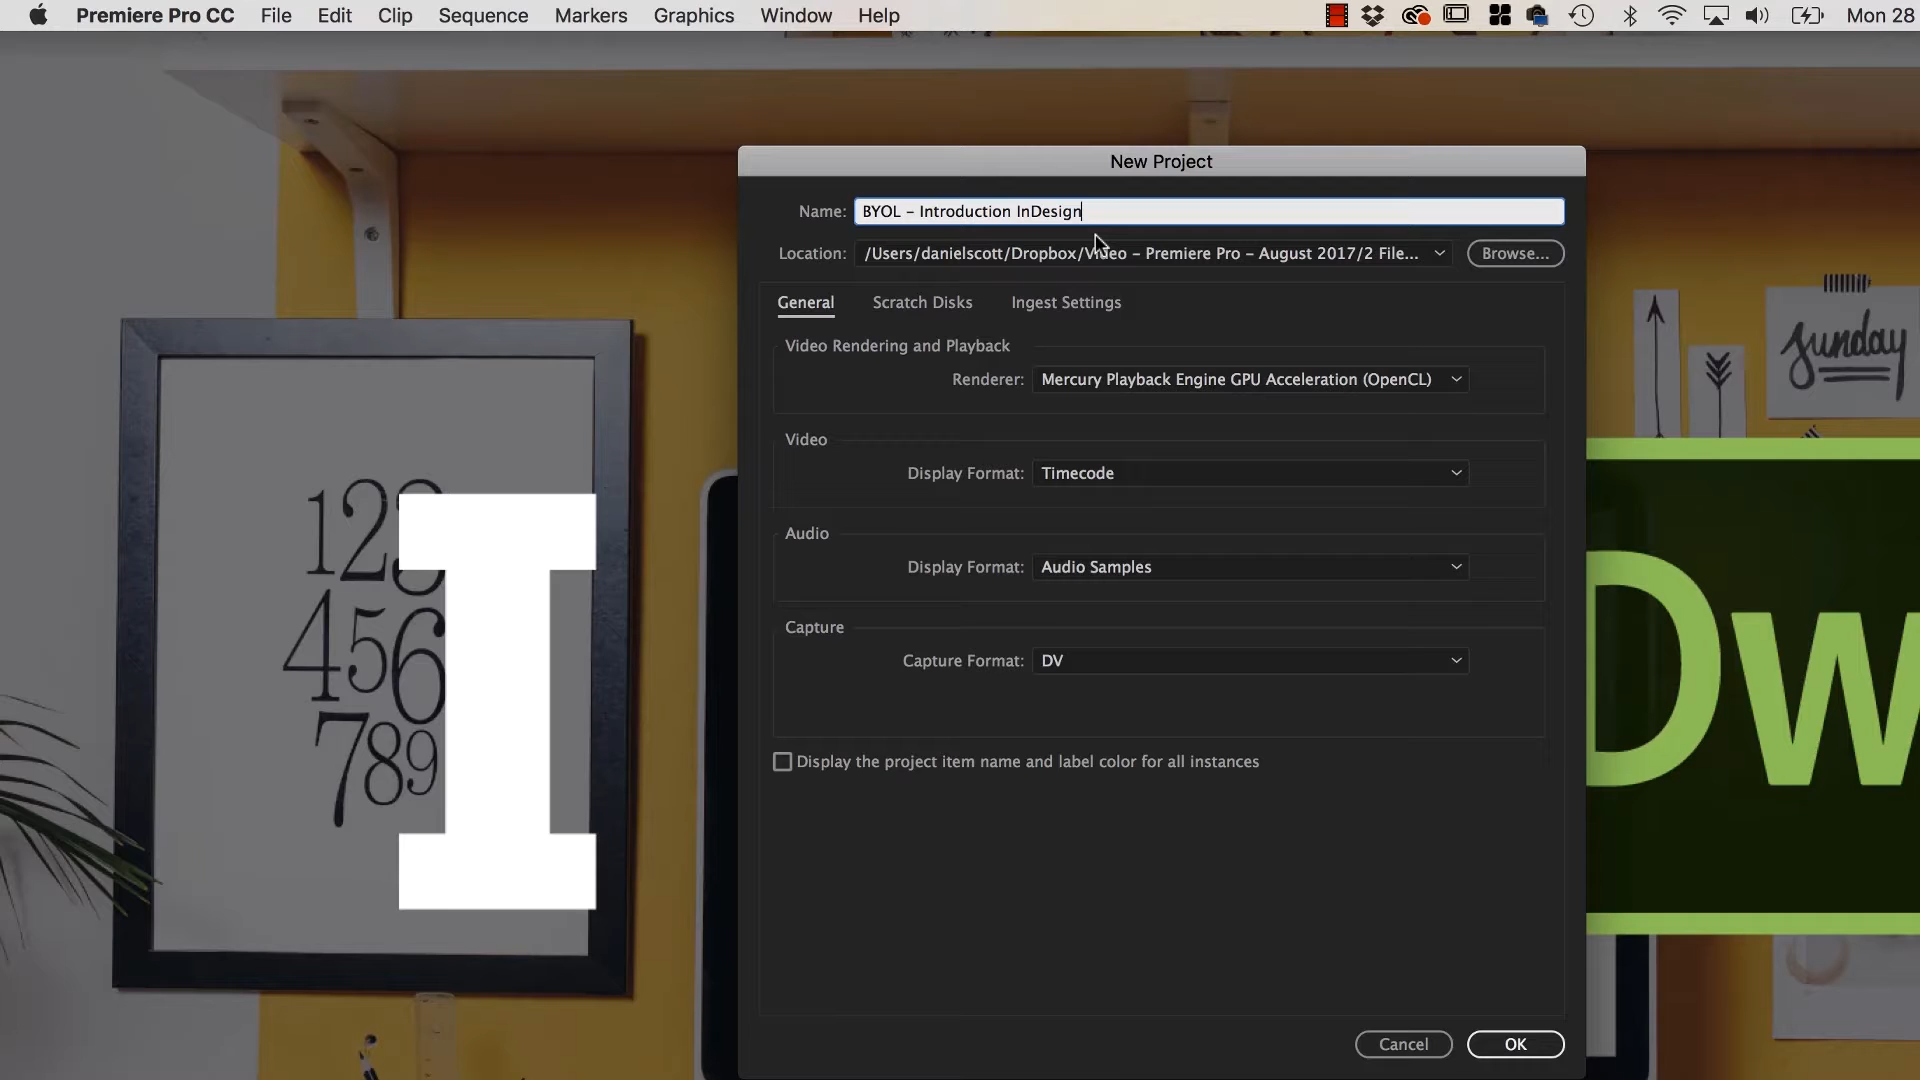 Premiere Pro CC File Edit Clip Sequence Markers Graphics Window Help Mon 28
New Project
Name: BYOL – Introduction InDesign
Location: /Users/danielscott/Dropbox/Video – Premiere Pro – August 2017/2 File... Browse...
General Scratch Disks Ingest Settings
Video Rendering and Playback
Renderer: Mercury Playback Engine GPU Acceleration (OpenCL)
Video
Display Format: Timecode
Audio
Display Format: Audio Samples
Capture
Capture Format: DV
Display the project item name and label color for all instances
Cancel OK
123
456
789
I
sunday
Dw